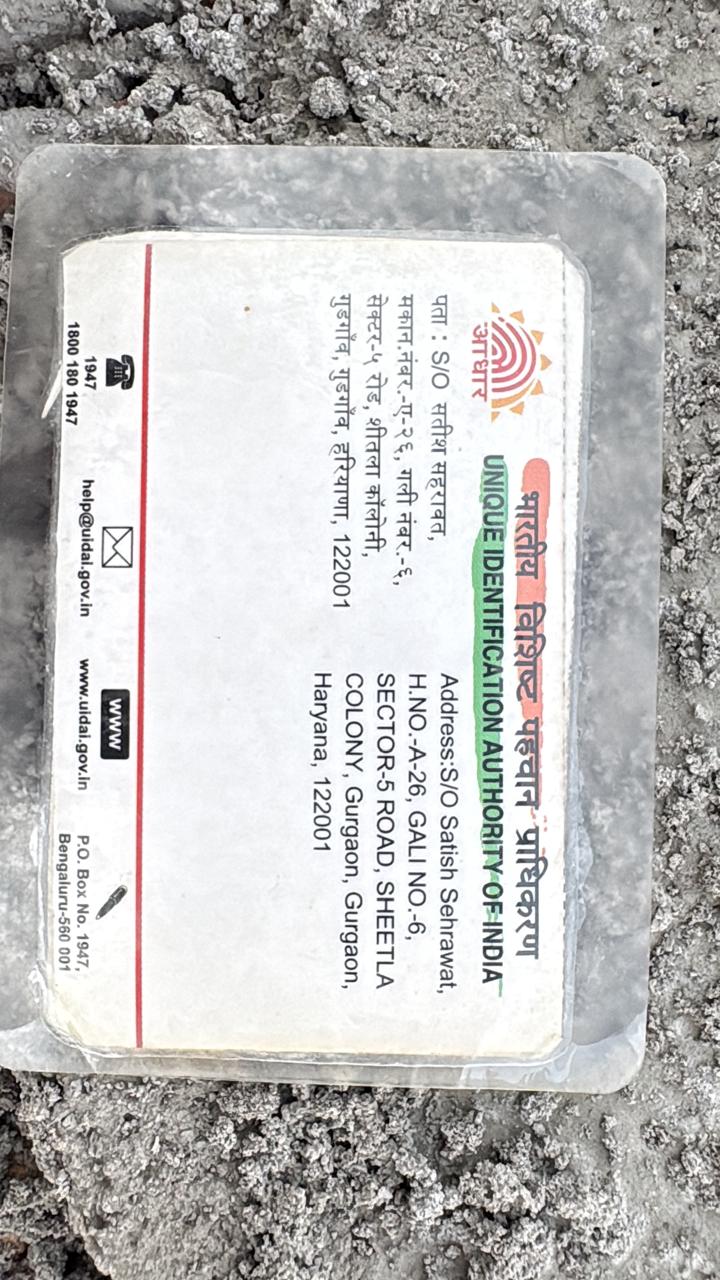 आधार
भारतीय विशिष्ट पहचान प्राधिकरण
UNIQUE IDENTIFICATION AUTHORITY OF INDIA
पता : S/O सतीश सहरावत,
मकान.नंबर.-ए-२६, गली नंबर.-६,
सेक्टर-५ रोड, शीतला कॉलोनी,
गुडगाँव, गुडगाँव, हरियाणा, 122001
Address:S/O Satish Sehrawat,
H.NO.-A-26, GALI NO.-6,
SECTOR-5 ROAD, SHEETLA
COLONY, Gurgaon, Gurgaon,
Haryana, 122001
1947
1800 180 1947
help@uidai.gov.in
www
www.uidai.gov.in
P.O. Box No. 1947,
Bengaluru-560 001